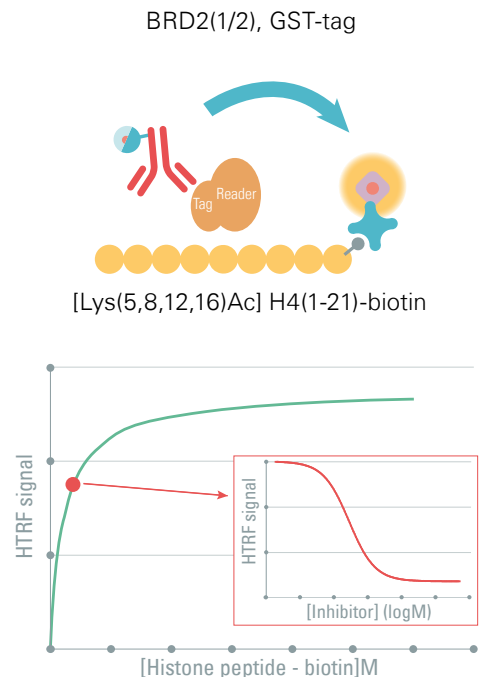 BRD2(1/2), GST-tag
Reader
Tag
[Lys(5,8,12,16)Ac] H4(1-21)-biotin
HTRF signal
HTRF signal
[Inhibitor] (logM)
[Histone peptide - biotin]M